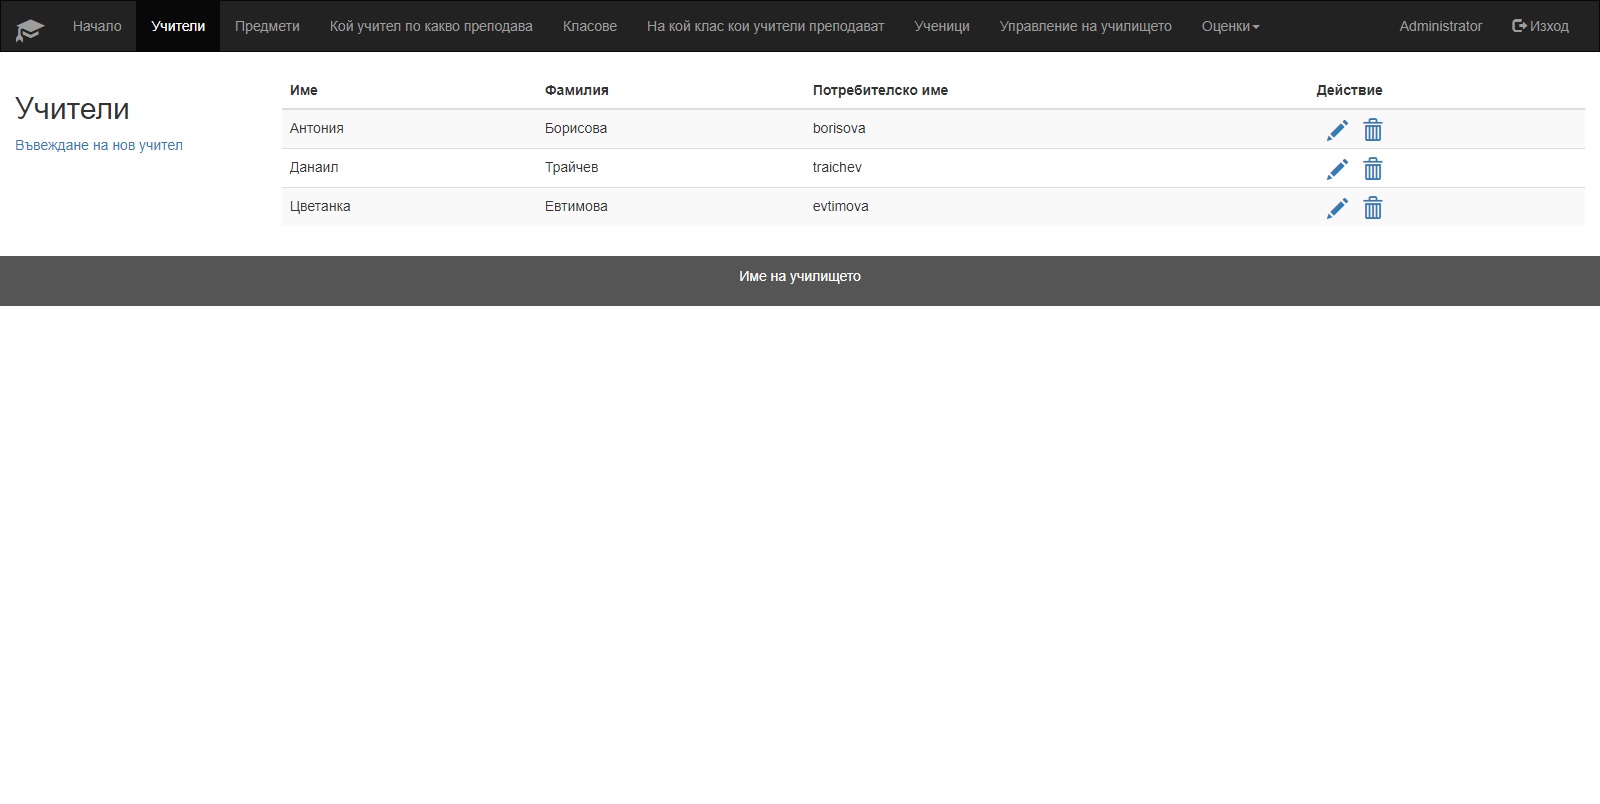 Начало Учители Предмети Кой учител по какво преподава Класове На кой клас кои учители преподават Ученици Управление на училището Оценки Administrator Изход
Учители
Въвеждане на нов учител
Име Фамилия Потребителско име Действие
Антония Борисова borisova
Данаил Трайчев traichev
Цветанка Евтимова evtimova
Име на училището